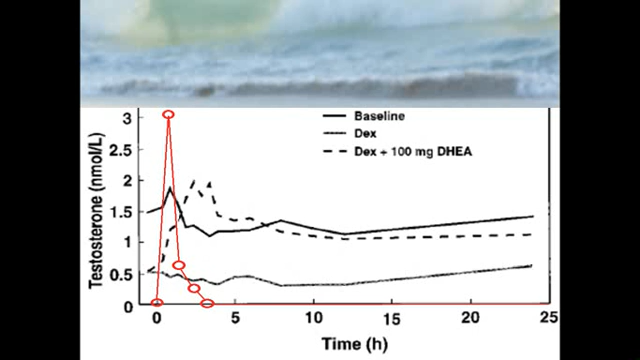 3
Baseline
2.5
Dex
Dex + 100 mg DHEA
2
1.5
1
0.5
0
Testosterone (nmol/L)
0 5 10 15 20 25
Time (h)